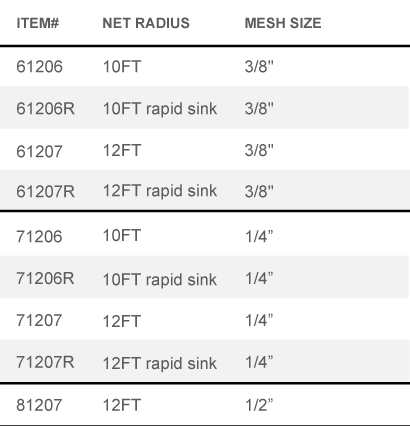 ITEM# NET RADIUS MESH SIZE
61206 10FT 3/8"
61206R 10FT rapid sink 3/8"
61207 12FT 3/8"
61207R 12FT rapid sink 3/8"
71206 10FT 1/4”
71206R 10FT rapid sink 1/4”
71207 12FT 1/4”
71207R 12FT rapid sink 1/4”
81207 12FT 1/2”